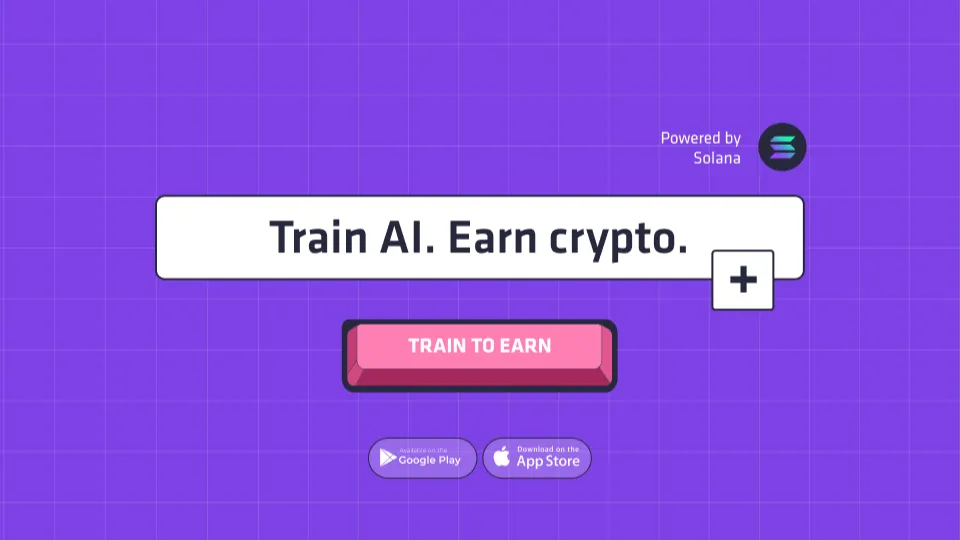 Powered by
Solana
Train AI. Earn crypto.
+
TRAIN TO EARN
Available on the
Google Play
Download on the
App Store